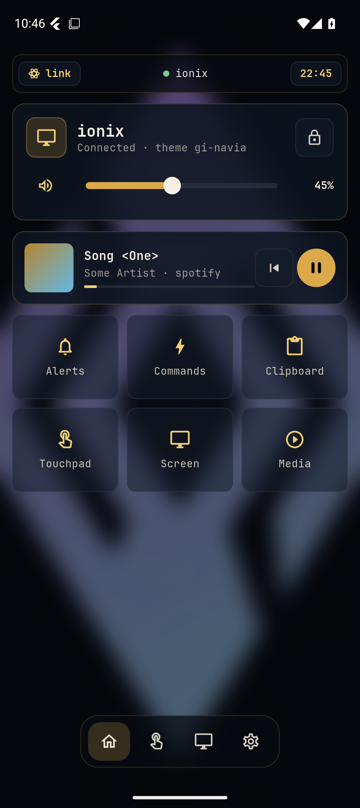 10:46
link
ionix
22:45
ionix
Connected · theme gi-navia
45%
Song <One>
Some Artist · spotify
Alerts
Commands
Clipboard
Touchpad
Screen
Media